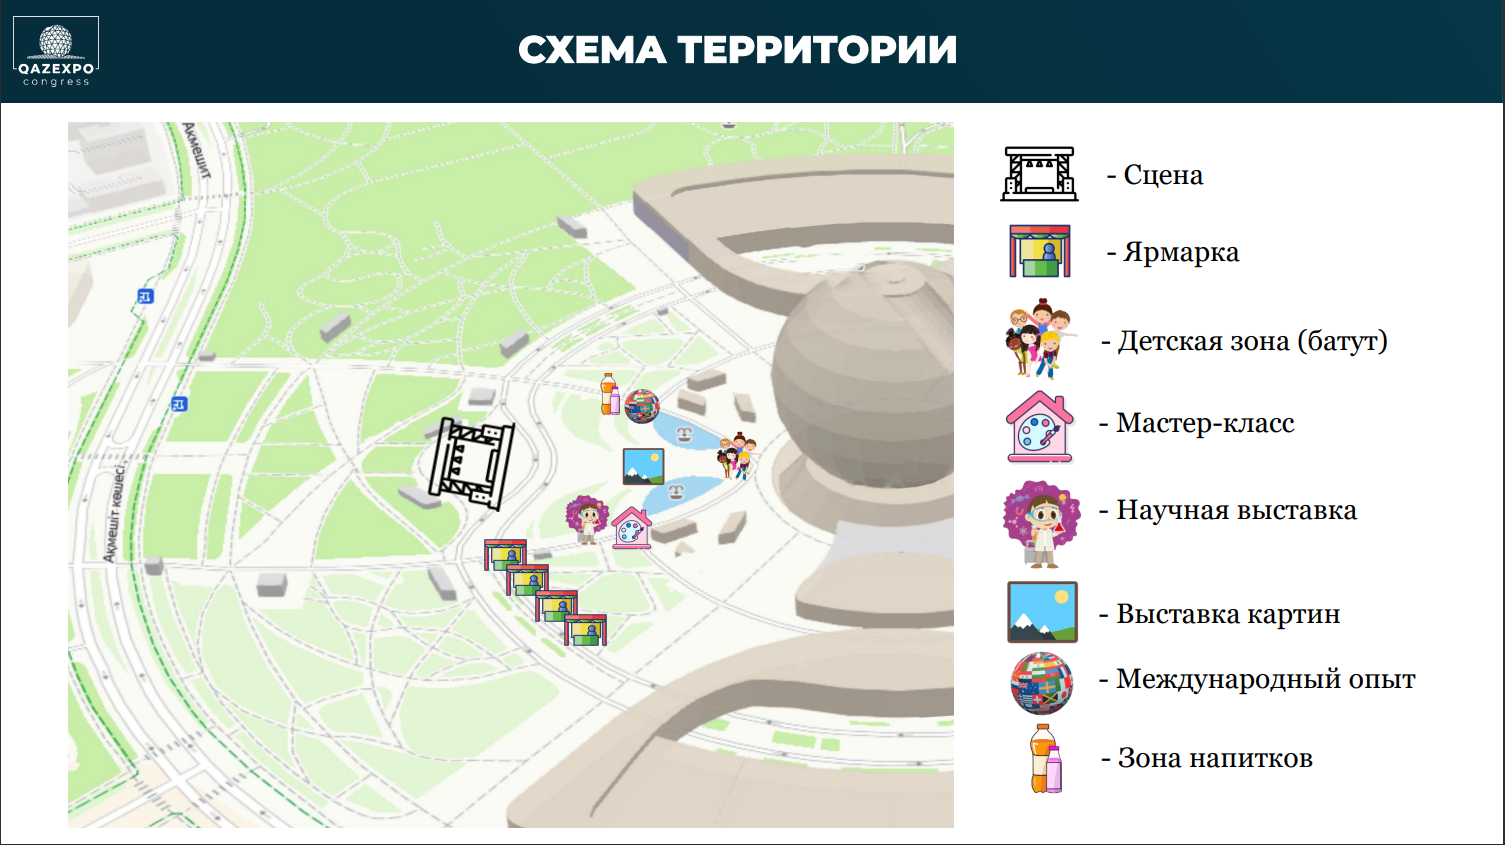 QAZEXPO
congress
СХЕМА ТЕРРИТОРИИ
Акмешит
Ақмешіт көшесі
- Сцена
- Ярмарка
- Детская зона (батут)
- Мастер-класс
- Научная выставка
- Выставка картин
- Международный опыт
- Зона напитков